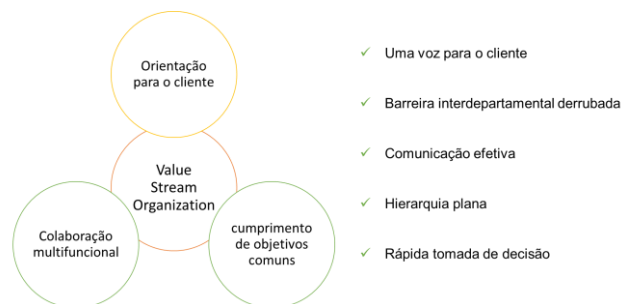 Orientação
para o cliente
Value
Stream
Organization
Colaboração
multifuncional
cumprimento
de objetivos
comuns
Uma voz para o cliente
Barreira interdepartamental derrubada
Comunicação efetiva
Hierarquia plana
Rápida tomada de decisão